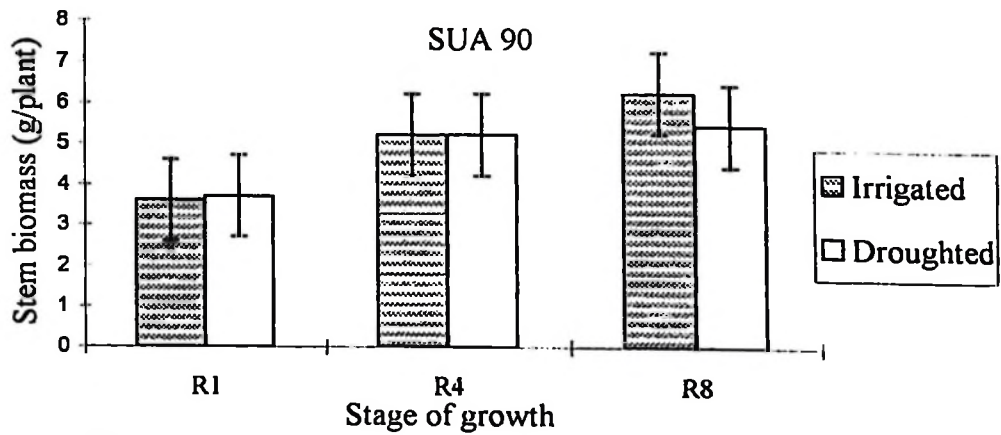 SUA 90
Stem biomass (g/plant)
8
7
6
5
4
3
2
1
0
R1
R4
R8
Stage of growth
Irrigated
Droughted